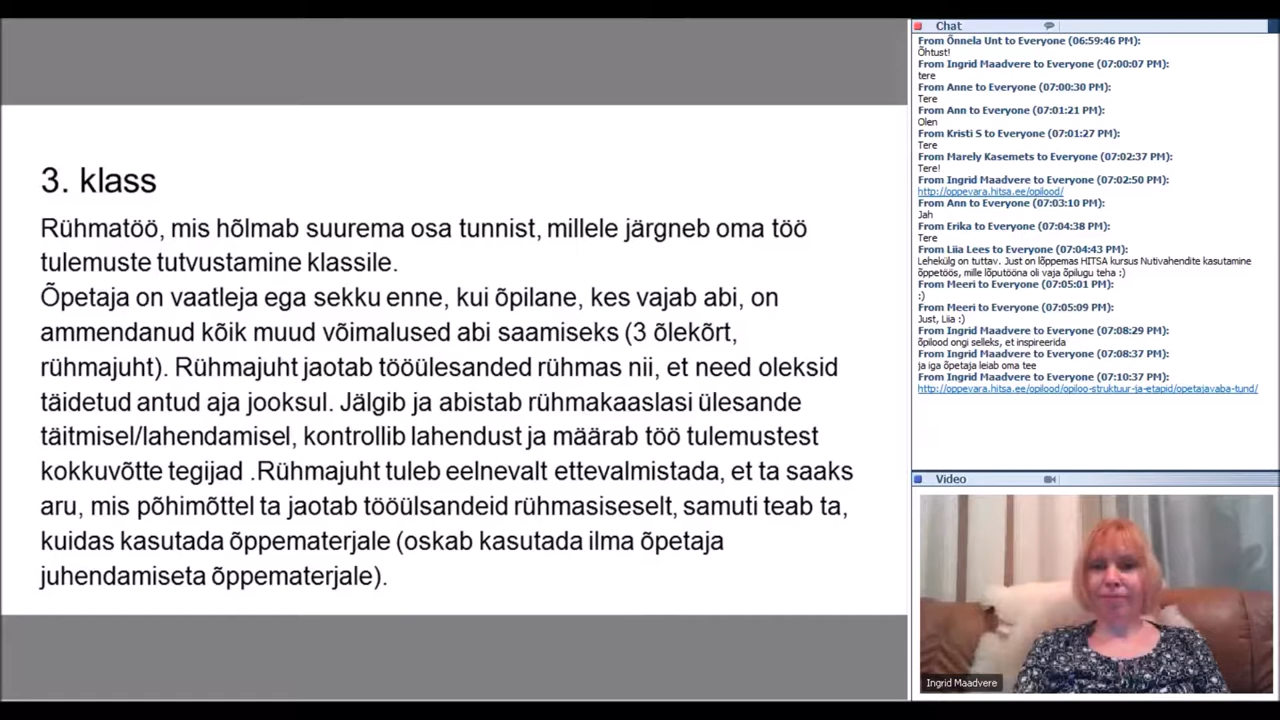 3. klass
Rühmatöö, mis hõlmab suurema osa tunnist, millele järgneb oma töö
tulemuste tutvustamine klassile.
Õpetaja on vaatleja ega sekku enne, kui õpilane, kes vajab abi, on
ammendanud kõik muud võimalused abi saamiseks (3 õlekõrt,
rühmajuht). Rühmajuht jaotab tööülesanded rühmas nii, et need oleksid
täidetud antud aja jooksul. Jälgib ja abistab rühmakaaslasi ülesande
täitmisel/lahendamisel, kontrollib lahendust ja määrab töö tulemustest
kokkuvõtte tegijad .Rühmajuht tuleb eelnevalt ettevalmistada, et ta saaks
aru, mis põhimõttel ta jaotab tööülsandeid rühmasiseselt, samuti teab ta,
kuidas kasutada õppematerjale (oskab kasutada ilma õpetaja
juhendamiseta õppematerjale).
Chat
From Õnnela Unt to Everyone (06:59:46 PM):
Õhtust!
From Ingrid Maadvere to Everyone (07:00:07 PM):
tere
From Anne to Everyone (07:00:30 PM):
Tere
From Ann to Everyone (07:01:21 PM):
Olen
From Kristi S to Everyone (07:01:27 PM):
Tere
From Marely Kasemets to Everyone (07:02:37 PM):
Tere!
From Ingrid Maadvere to Everyone (07:02:50 PM):
http://oppevara.hitsa.ee/opilood/
From Ann to Everyone (07:03:10 PM):
Jah
From Erika to Everyone (07:04:38 PM):
Tere
From Liia Lees to Everyone (07:04:43 PM):
Lehekülg on tuttav. Just on lõppemas HITSA kursus Nutivahendite kasutamine
õppetöös, mille lõputööna oli vaja õpilugu teha :)
From Meeri to Everyone (07:05:01 PM):
:)
From Meeri to Everyone (07:05:09 PM):
Just, Liia :)
From Ingrid Maadvere to Everyone (07:08:29 PM):
õpilood ongi selleks, et inspireerida
From Ingrid Maadvere to Everyone (07:08:37 PM):
ja iga õpetaja leiab oma tee
From Ingrid Maadvere to Everyone (07:10:37 PM):
http://oppevara.hitsa.ee/opilood/opiloo-struktuur-ja-etapid/opetajavaba-tund/
Video
Ingrid Maadvere